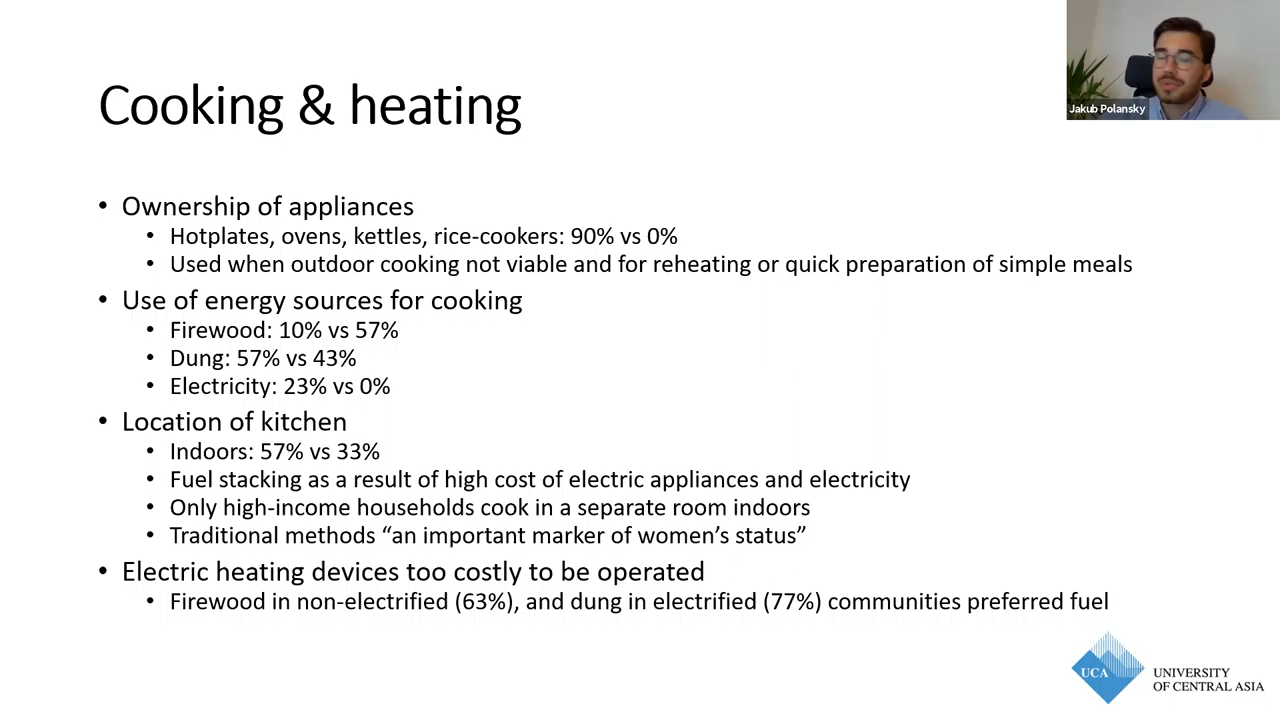 Jakub Polansky
Cooking & heating
• Ownership of appliances
• Hotplates, ovens, kettles, rice-cookers: 90% vs 0%
• Used when outdoor cooking not viable and for reheating or quick preparation of simple meals
• Use of energy sources for cooking
• Firewood: 10% vs 57%
• Dung: 57% vs 43%
• Electricity: 23% vs 0%
• Location of kitchen
• Indoors: 57% vs 33%
• Fuel stacking as a result of high cost of electric appliances and electricity
• Only high-income households cook in a separate room indoors
• Traditional methods “an important marker of women’s status”
• Electric heating devices too costly to be operated
• Firewood in non-electrified (63%), and dung in electrified (77%) communities preferred fuel
UCA
UNIVERSITY
OF CENTRAL ASIA